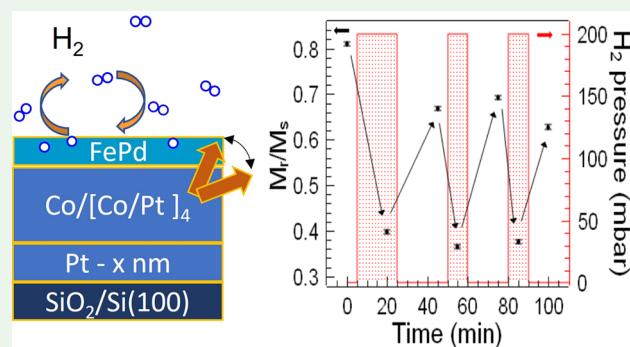 H₂
FePd
Co/[Co/Pt]₄
Pt - x nm
SiO₂/Si(100)
Mr/Ms
0.8
0.7
0.6
0.5
0.4
0.3
0 20 40 60 80 100
Time (min)
200
150
100
50
0
H₂ pressure (mbar)